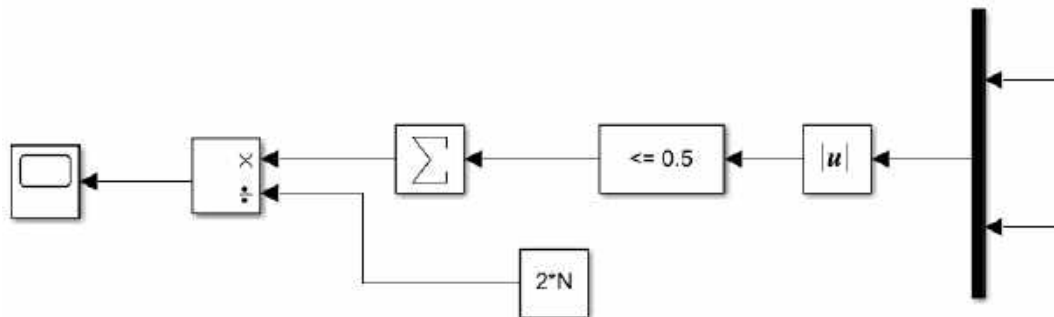 ×
÷
∑
<= 0.5
|u|
2*N